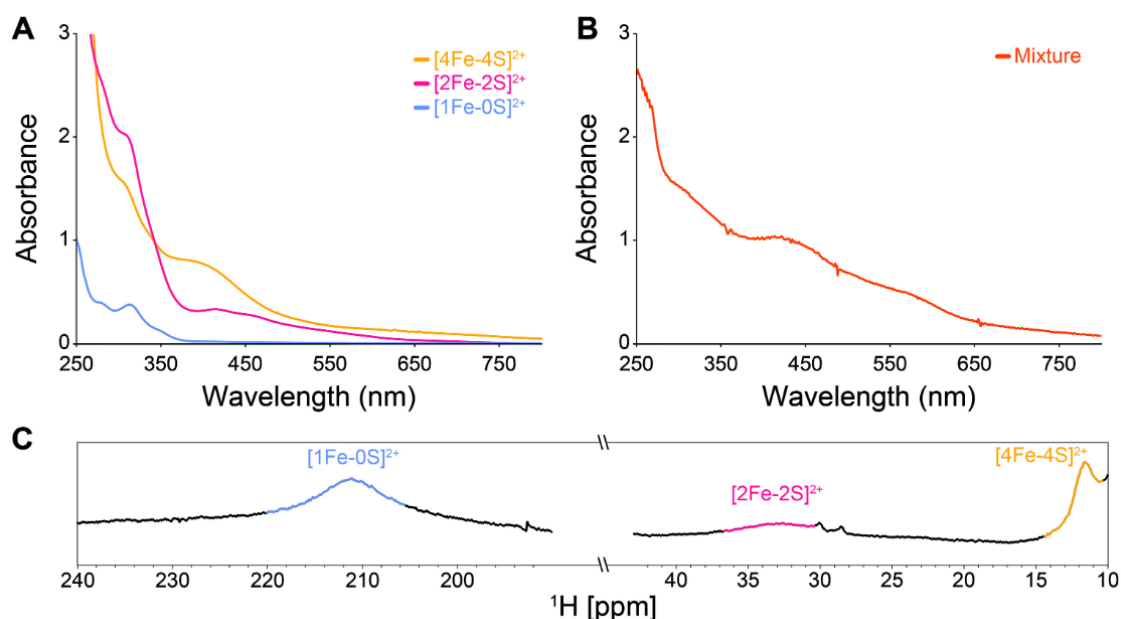 A
Absorbance
3
2
1
0
250 350 450 550 650 750
Wavelength (nm)
[4Fe-4S]²⁺
[2Fe-2S]²⁺
[1Fe-0S]²⁺
B
Absorbance
3
2
1
0
250 350 450 550 650 750
Wavelength (nm)
Mixture
C
[1Fe-0S]²⁺
[2Fe-2S]²⁺
[4Fe-4S]²⁺
240 230 220 210 200 40 35 30 25 20 15 10
¹H [ppm]